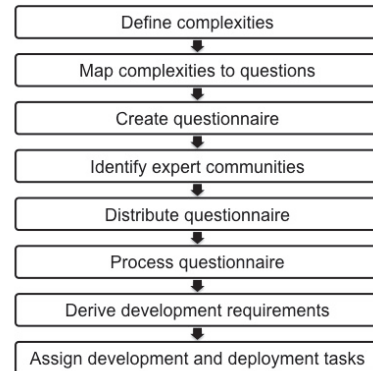 Define complexities
Map complexities to questions
Create questionnaire
Identify expert communities
Distribute questionnaire
Process questionnaire
Derive development requirements
Assign development and deployment tasks